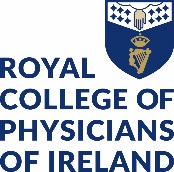 ROYAL
COLLEGE OF
PHYSICIANS
OF IRELAND